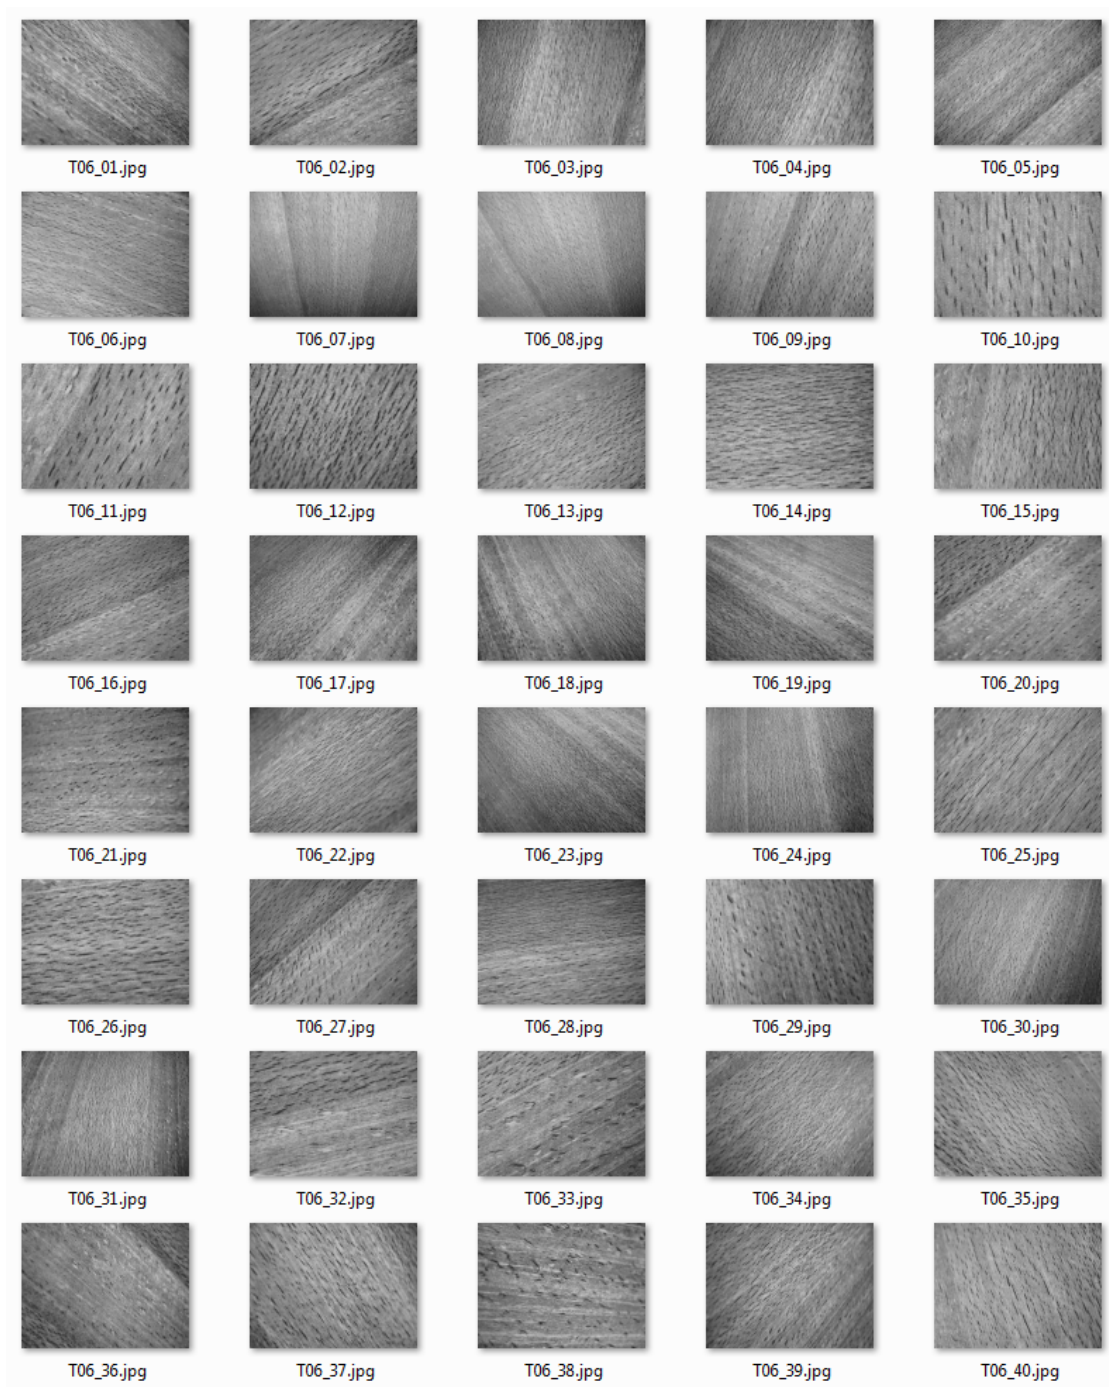 T06_01.jpg T06_02.jpg T06_03.jpg T06_04.jpg T06_05.jpg
T06_06.jpg T06_07.jpg T06_08.jpg T06_09.jpg T06_10.jpg
T06_11.jpg T06_12.jpg T06_13.jpg T06_14.jpg T06_15.jpg
T06_16.jpg T06_17.jpg T06_18.jpg T06_19.jpg T06_20.jpg
T06_21.jpg T06_22.jpg T06_23.jpg T06_24.jpg T06_25.jpg
T06_26.jpg T06_27.jpg T06_28.jpg T06_29.jpg T06_30.jpg
T06_31.jpg T06_32.jpg T06_33.jpg T06_34.jpg T06_35.jpg
T06_36.jpg T06_37.jpg T06_38.jpg T06_39.jpg T06_40.jpg